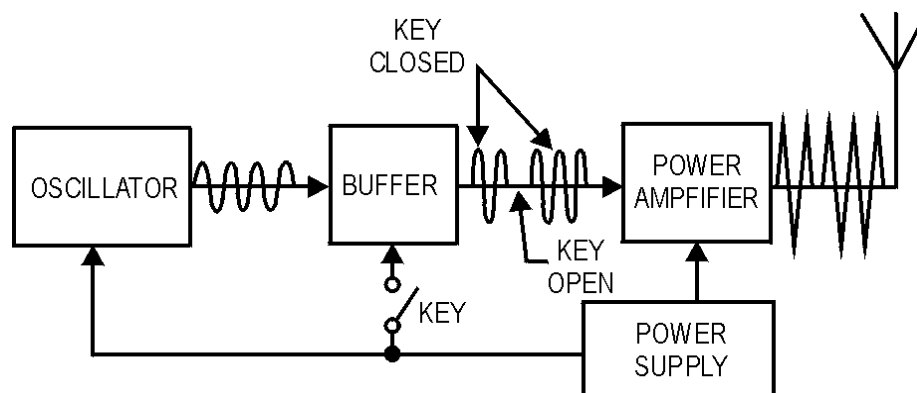 KEY
CLOSED
OSCILLATOR
BUFFER
POWER
AMPFIFIER
KEY
OPEN
KEY
POWER
SUPPLY